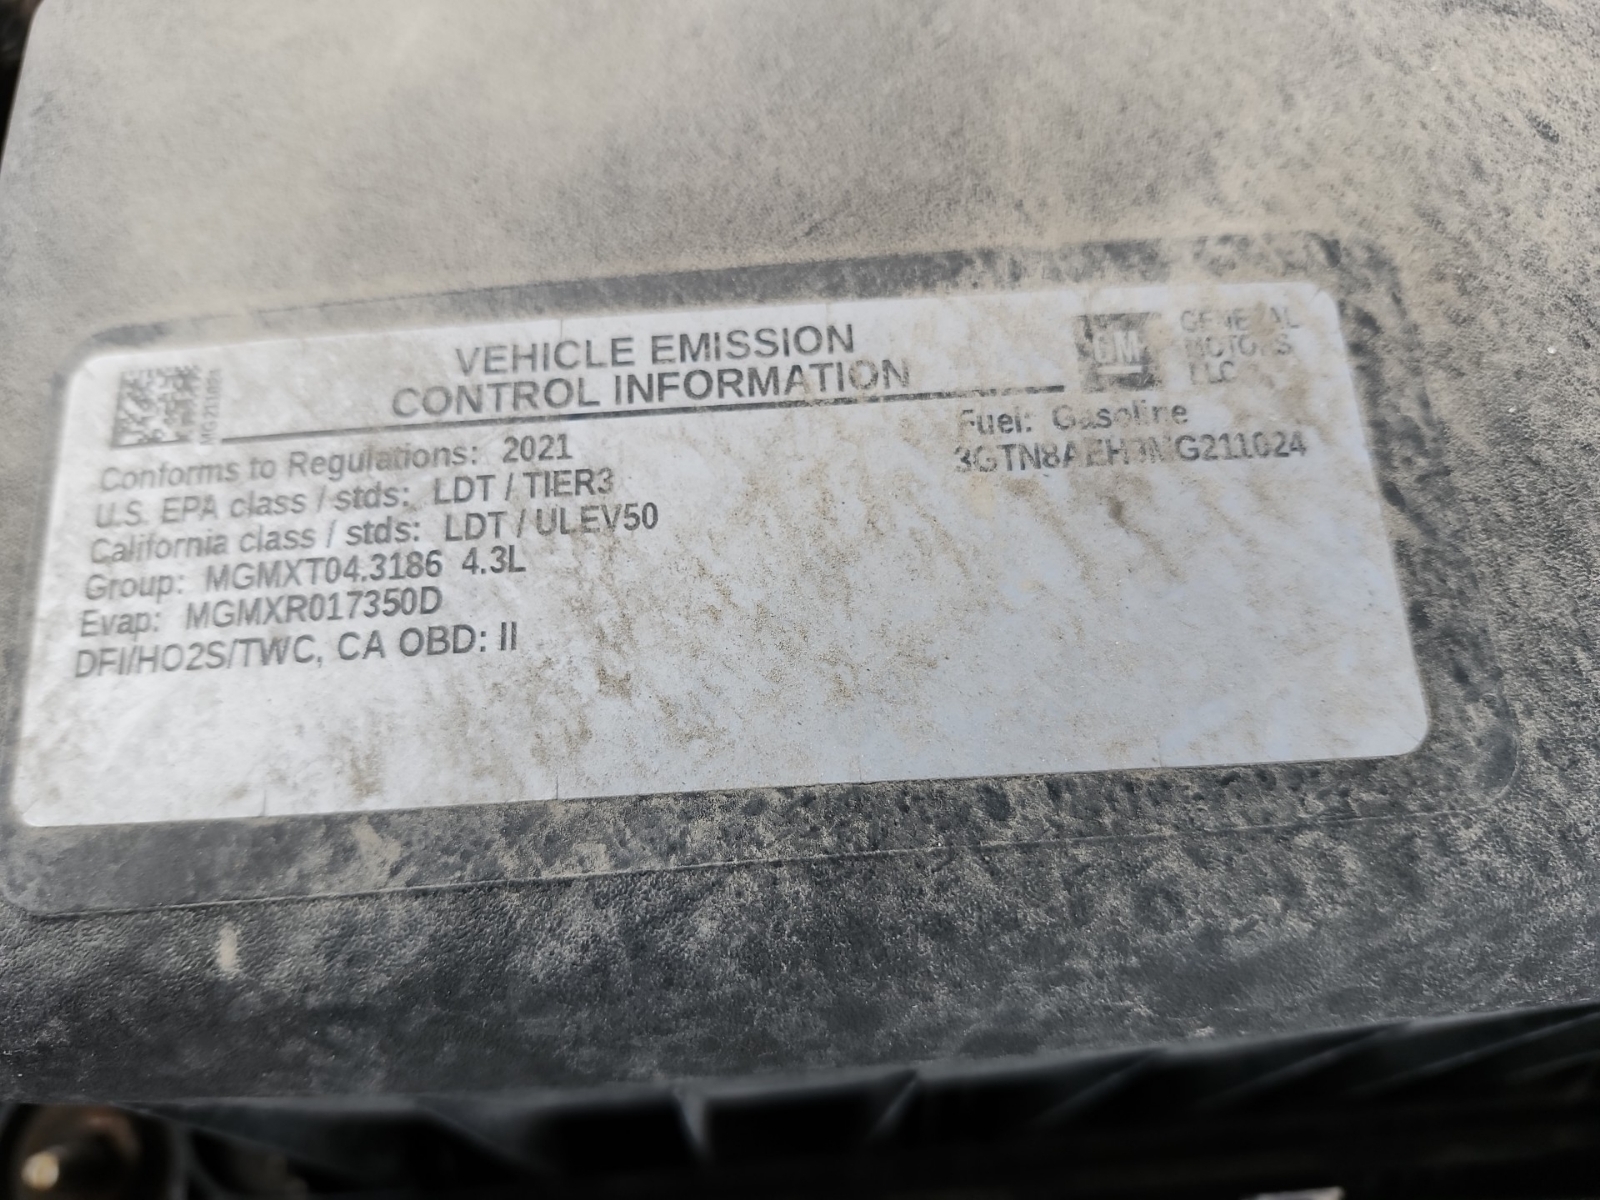 VEHICLE EMISSION
CONTROL INFORMATION
GM
GENERAL
MOTORS
LLC
Conforms to Regulations: 2021
Fuel: Gasoline
U.S. EPA class / stds: LDT / TIER3
California class / stds: LDT / ULEV50
Group: MGMXT04.3186 4.3L
Evap: MGMXR017350D
DFI/HO2S/TWC, CA OBD: II